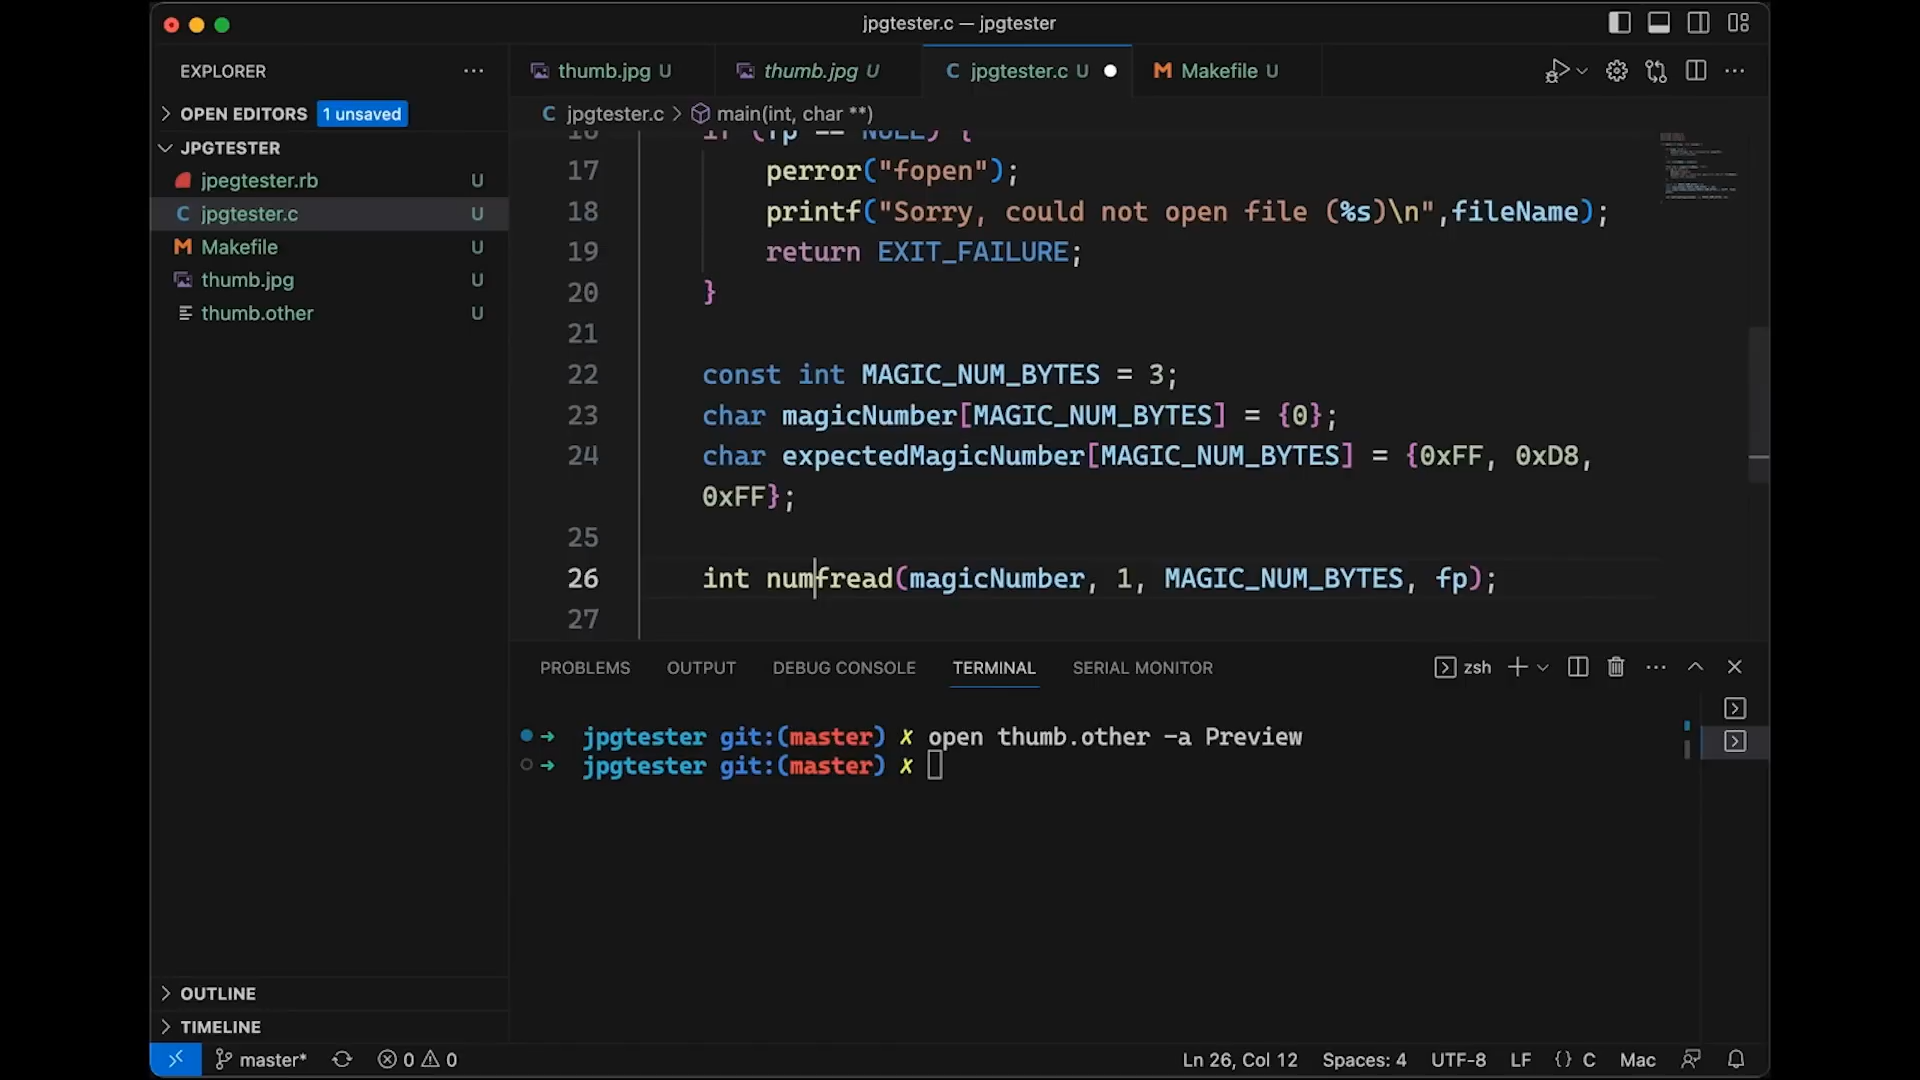 jpgtester.c — jpgtester
EXPLORER
OPEN EDITORS 1 unsaved
JPGTESTER
jpegtester.rb U
jpgtester.c U
Makefile U
thumb.jpg U
thumb.other U
OUTLINE
TIMELINE
thumb.jpg U thumb.jpg U C jpgtester.c U Makefile U
C jpgtester.c > main(int, char **)
16 if (fp == NULL) {
17 perror("fopen");
18 printf("Sorry, could not open file (%s)\n",fileName);
19 return EXIT_FAILURE;
20 }
21
22 const int MAGIC_NUM_BYTES = 3;
23 char magicNumber[MAGIC_NUM_BYTES] = {0};
24 char expectedMagicNumber[MAGIC_NUM_BYTES] = {0xFF, 0xD8,
0xFF};
25
26 int numfread(magicNumber, 1, MAGIC_NUM_BYTES, fp);
27
PROBLEMS OUTPUT DEBUG CONSOLE TERMINAL SERIAL MONITOR zsh
→ jpgtester git:(master) ✗ open thumb.other -a Preview
→ jpgtester git:(master) ✗
master* 0 0 Ln 26, Col 12 Spaces: 4 UTF-8 LF {} C Mac